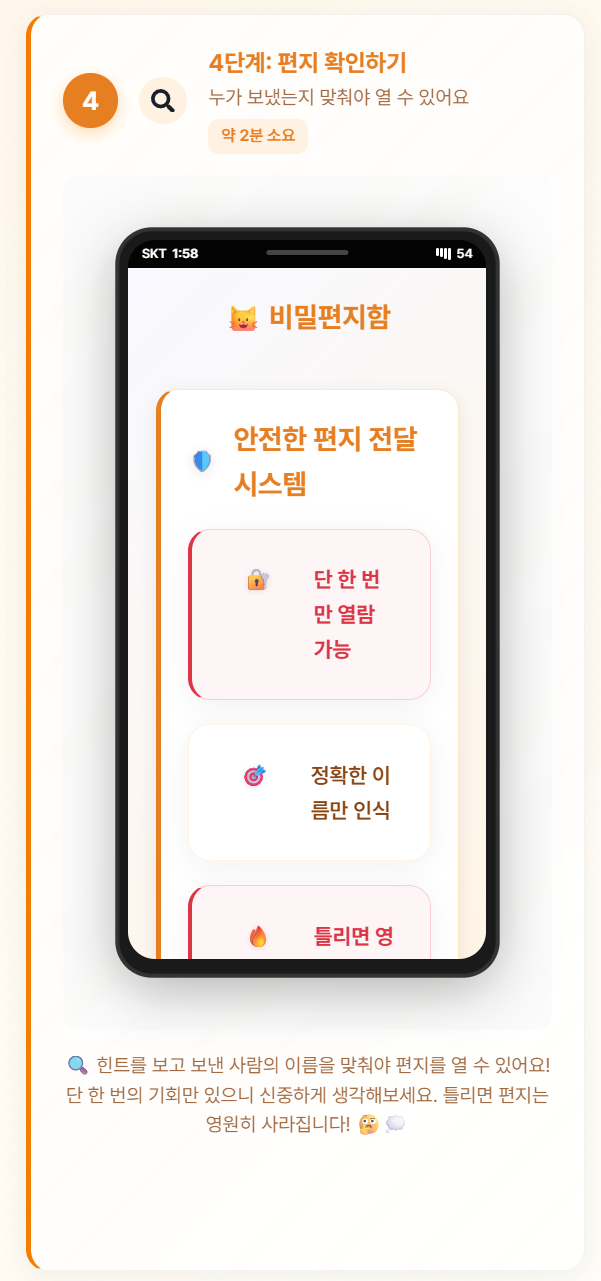 4단계: 편지 확인하기
4
누가 보냈는지 맞춰야 열 수 있어요
약 2분 소요
SKT 1:58
54
비밀편지함
안전한 편지 전달
시스템
단 한 번
만 열람
가능
정확한 이
름만 인식
틀리면 영
힌트를 보고 보낸 사람의 이름을 맞춰야 편지를 열 수 있어요!
단 한 번의 기회만 있으니 신중하게 생각해보세요. 틀리면 편지는
영원히 사라집니다!